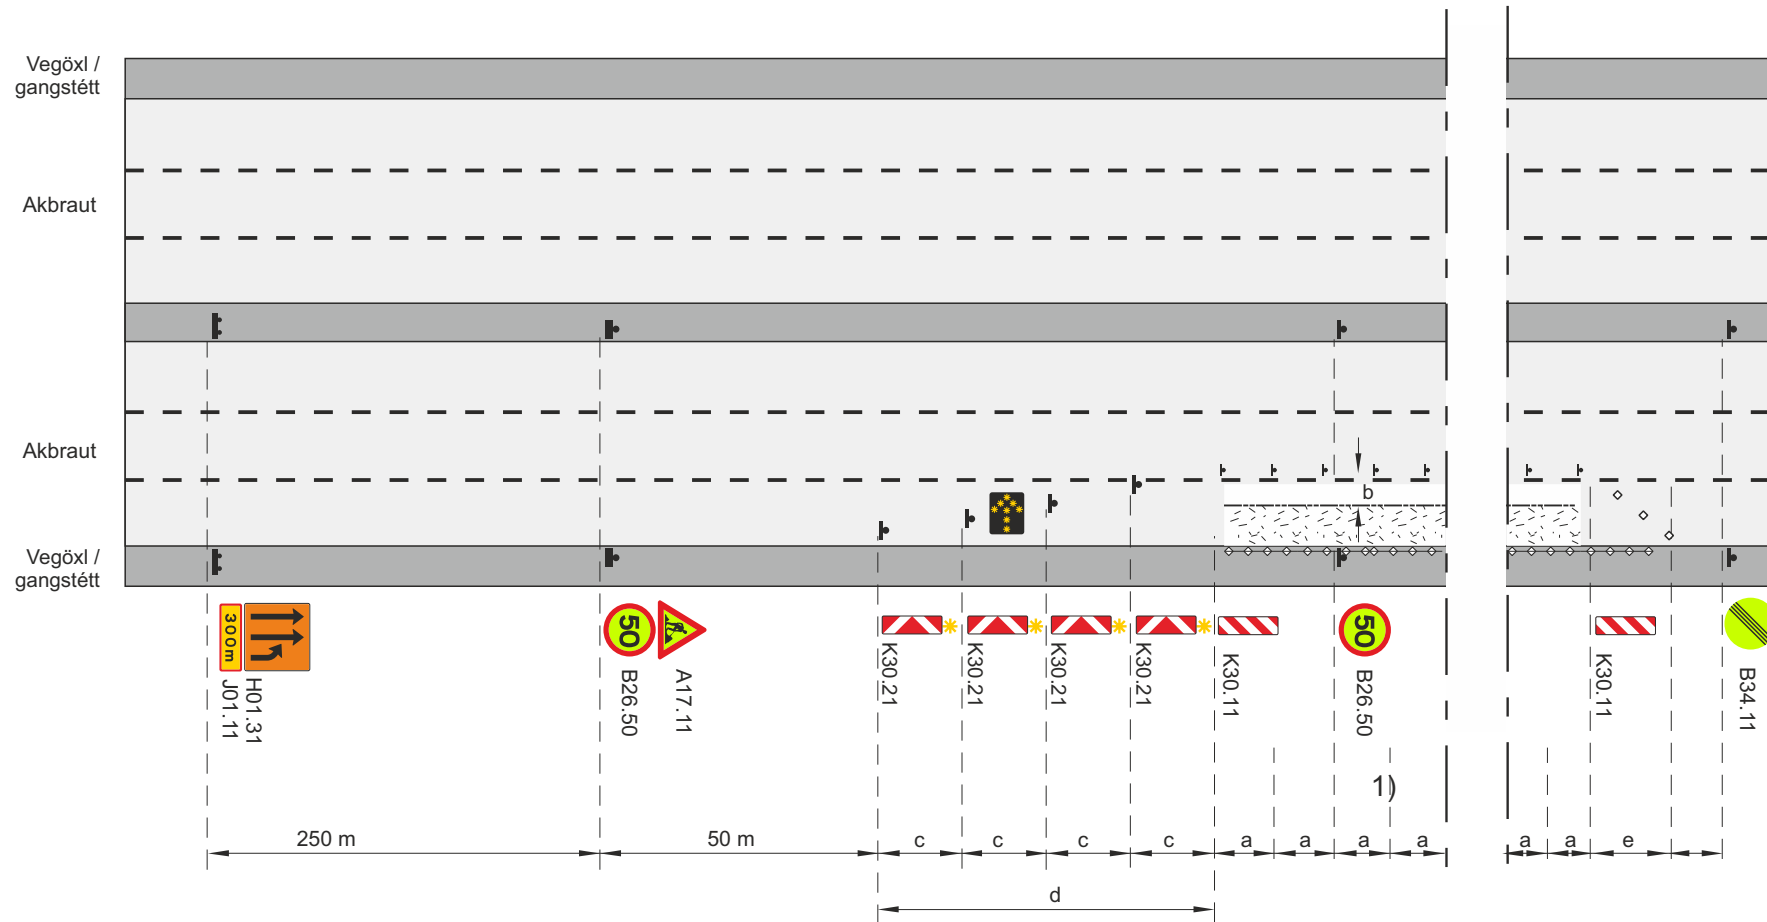 Vegöxl /
gangstétt
Akbraut
Akbraut
Vegöxl /
gangstétt
b
300m
J01.11
H01.31
50
B26.50
A17.11
K30.21
K30.21
K30.21
K30.21
K30.11
50
B26.50
K30.11
B34.11
1)
250 m
50 m
c
c
c
c
a
a
a
a
a
a
e
d